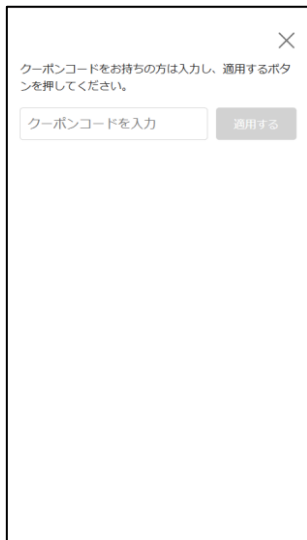 クーポンコードをお持ちの方は入力し、適用するボタ
ンを押してください。
クーポンコードを入力
適用する